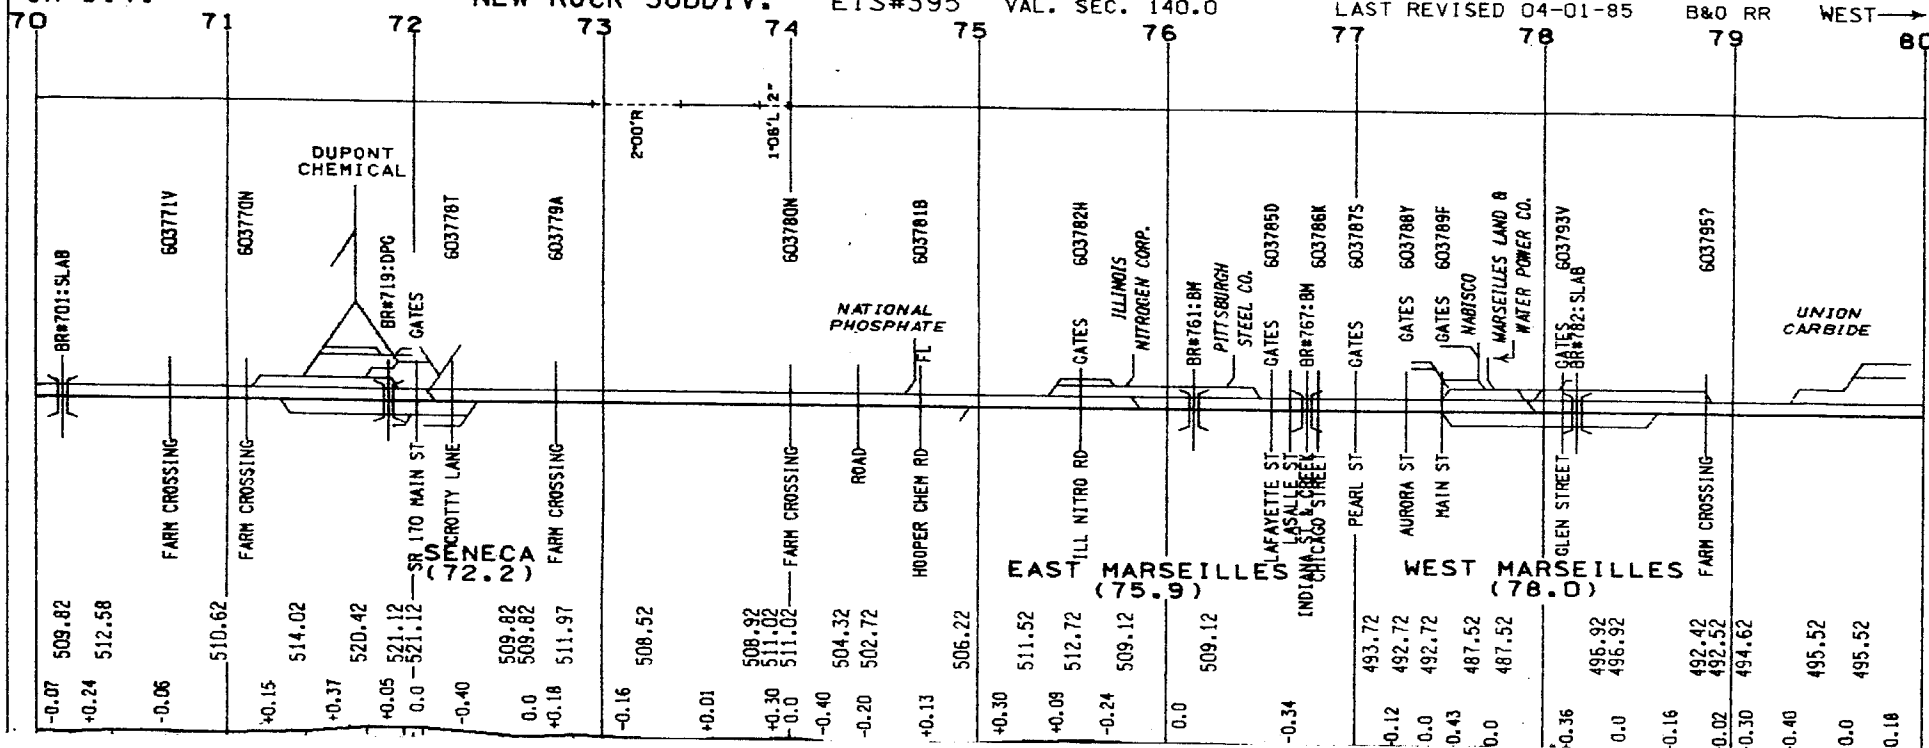 NEW ROCK SUBDIV. EIS#395 VAL. SEC. 140.0 LAST REVISED 04-01-85 B&O RR WEST
70 71 72 73 74 75 76 77 78 79 80
2°00'R
1°08'L 2"
DUPONT
CHEMICAL
603771V
603770N
603778T
603779A
603780N
603781B
603782H
603785D
603786K
603787S
603788Y
603789F
603793V
603795?
BR#701:SLAB
BR#719:DPG
GATES
NATIONAL
PHOSPHATE
FL
GATES
ILLINOIS
NITROGEN CORP.
BR#761:BM
PITTSBURGH
STEEL CO.
GATES
BR#767:BM
GATES
GATES
GATES
NABISCO
MARSEILLES LAND &
WATER POWER CO.
GATES
BR#782:SLAB
UNION
CARBIDE
FARM CROSSING
FARM CROSSING
SR 170 MAIN ST
CROTTY LANE
FARM CROSSING
FARM CROSSING
ROAD
HOOPER CHEM RD
ILL NITRO RD
LAFAYETTE ST
LASALLE ST
INDIANA ST & CREEK
CHICAGO STREET
PEARL ST
AURORA ST
MAIN ST
GLEN STREET
FARM CROSSING
SENECA
(72.2)
EAST MARSEILLES
(75.9)
WEST MARSEILLES
(78.0)
509.82 512.58 510.62 514.02 520.42 521.12 521.12 509.82 509.82 511.97 508.52 508.92 511.02 511.02 504.32 502.72 506.22 511.52 512.72 509.12 509.12 493.72 492.72 492.72 487.52 487.52 496.92 496.92 492.42 492.52 494.62 495.52 495.52
-0.07 +0.24 -0.06 +0.15 +0.37 +0.05 0.0 -0.40 0.0 +0.18 -0.16 +0.01 +0.30 0.0 -0.40 -0.20 +0.13 +0.30 +0.09 -0.24 0.0 -0.34 -0.12 0.0 -0.43 0.0 +0.36 0.0 -0.16 0.02 0.30 -0.40 0.0 0.18